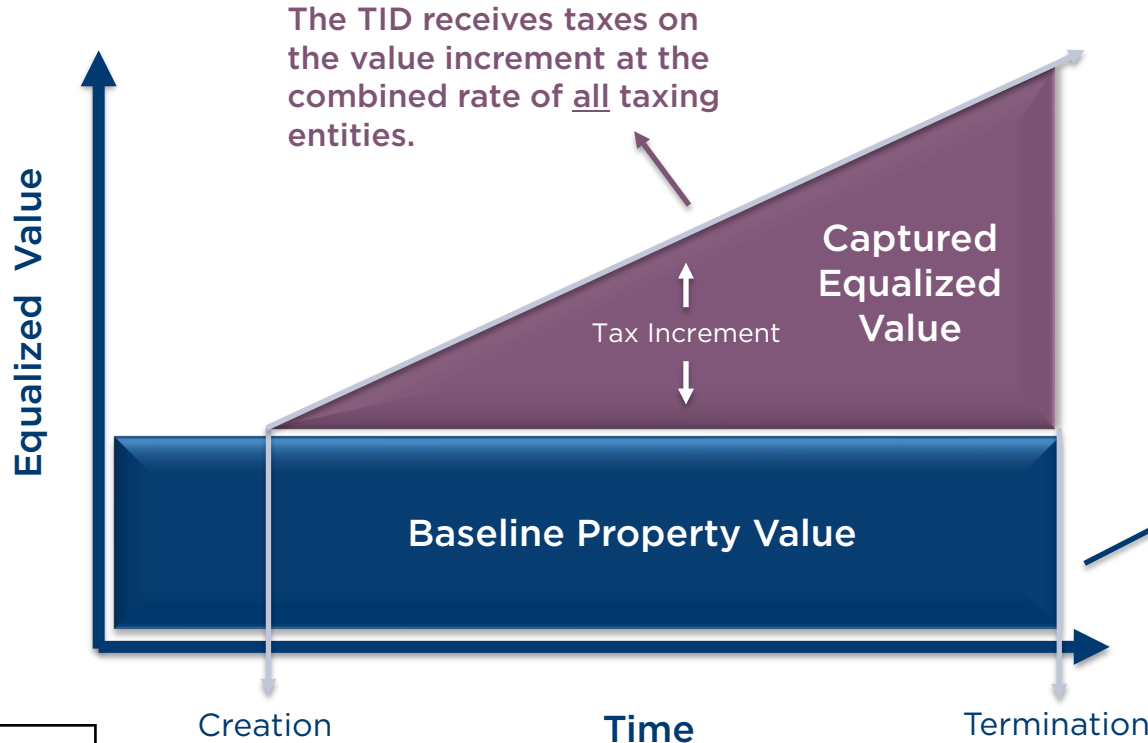 The TID receives taxes on
the value increment at the
combined rate of all taxing
entities.
Equalized Value
Captured
Equalized
Value
Tax Increment
Baseline Property Value
Creation
Time
Termination